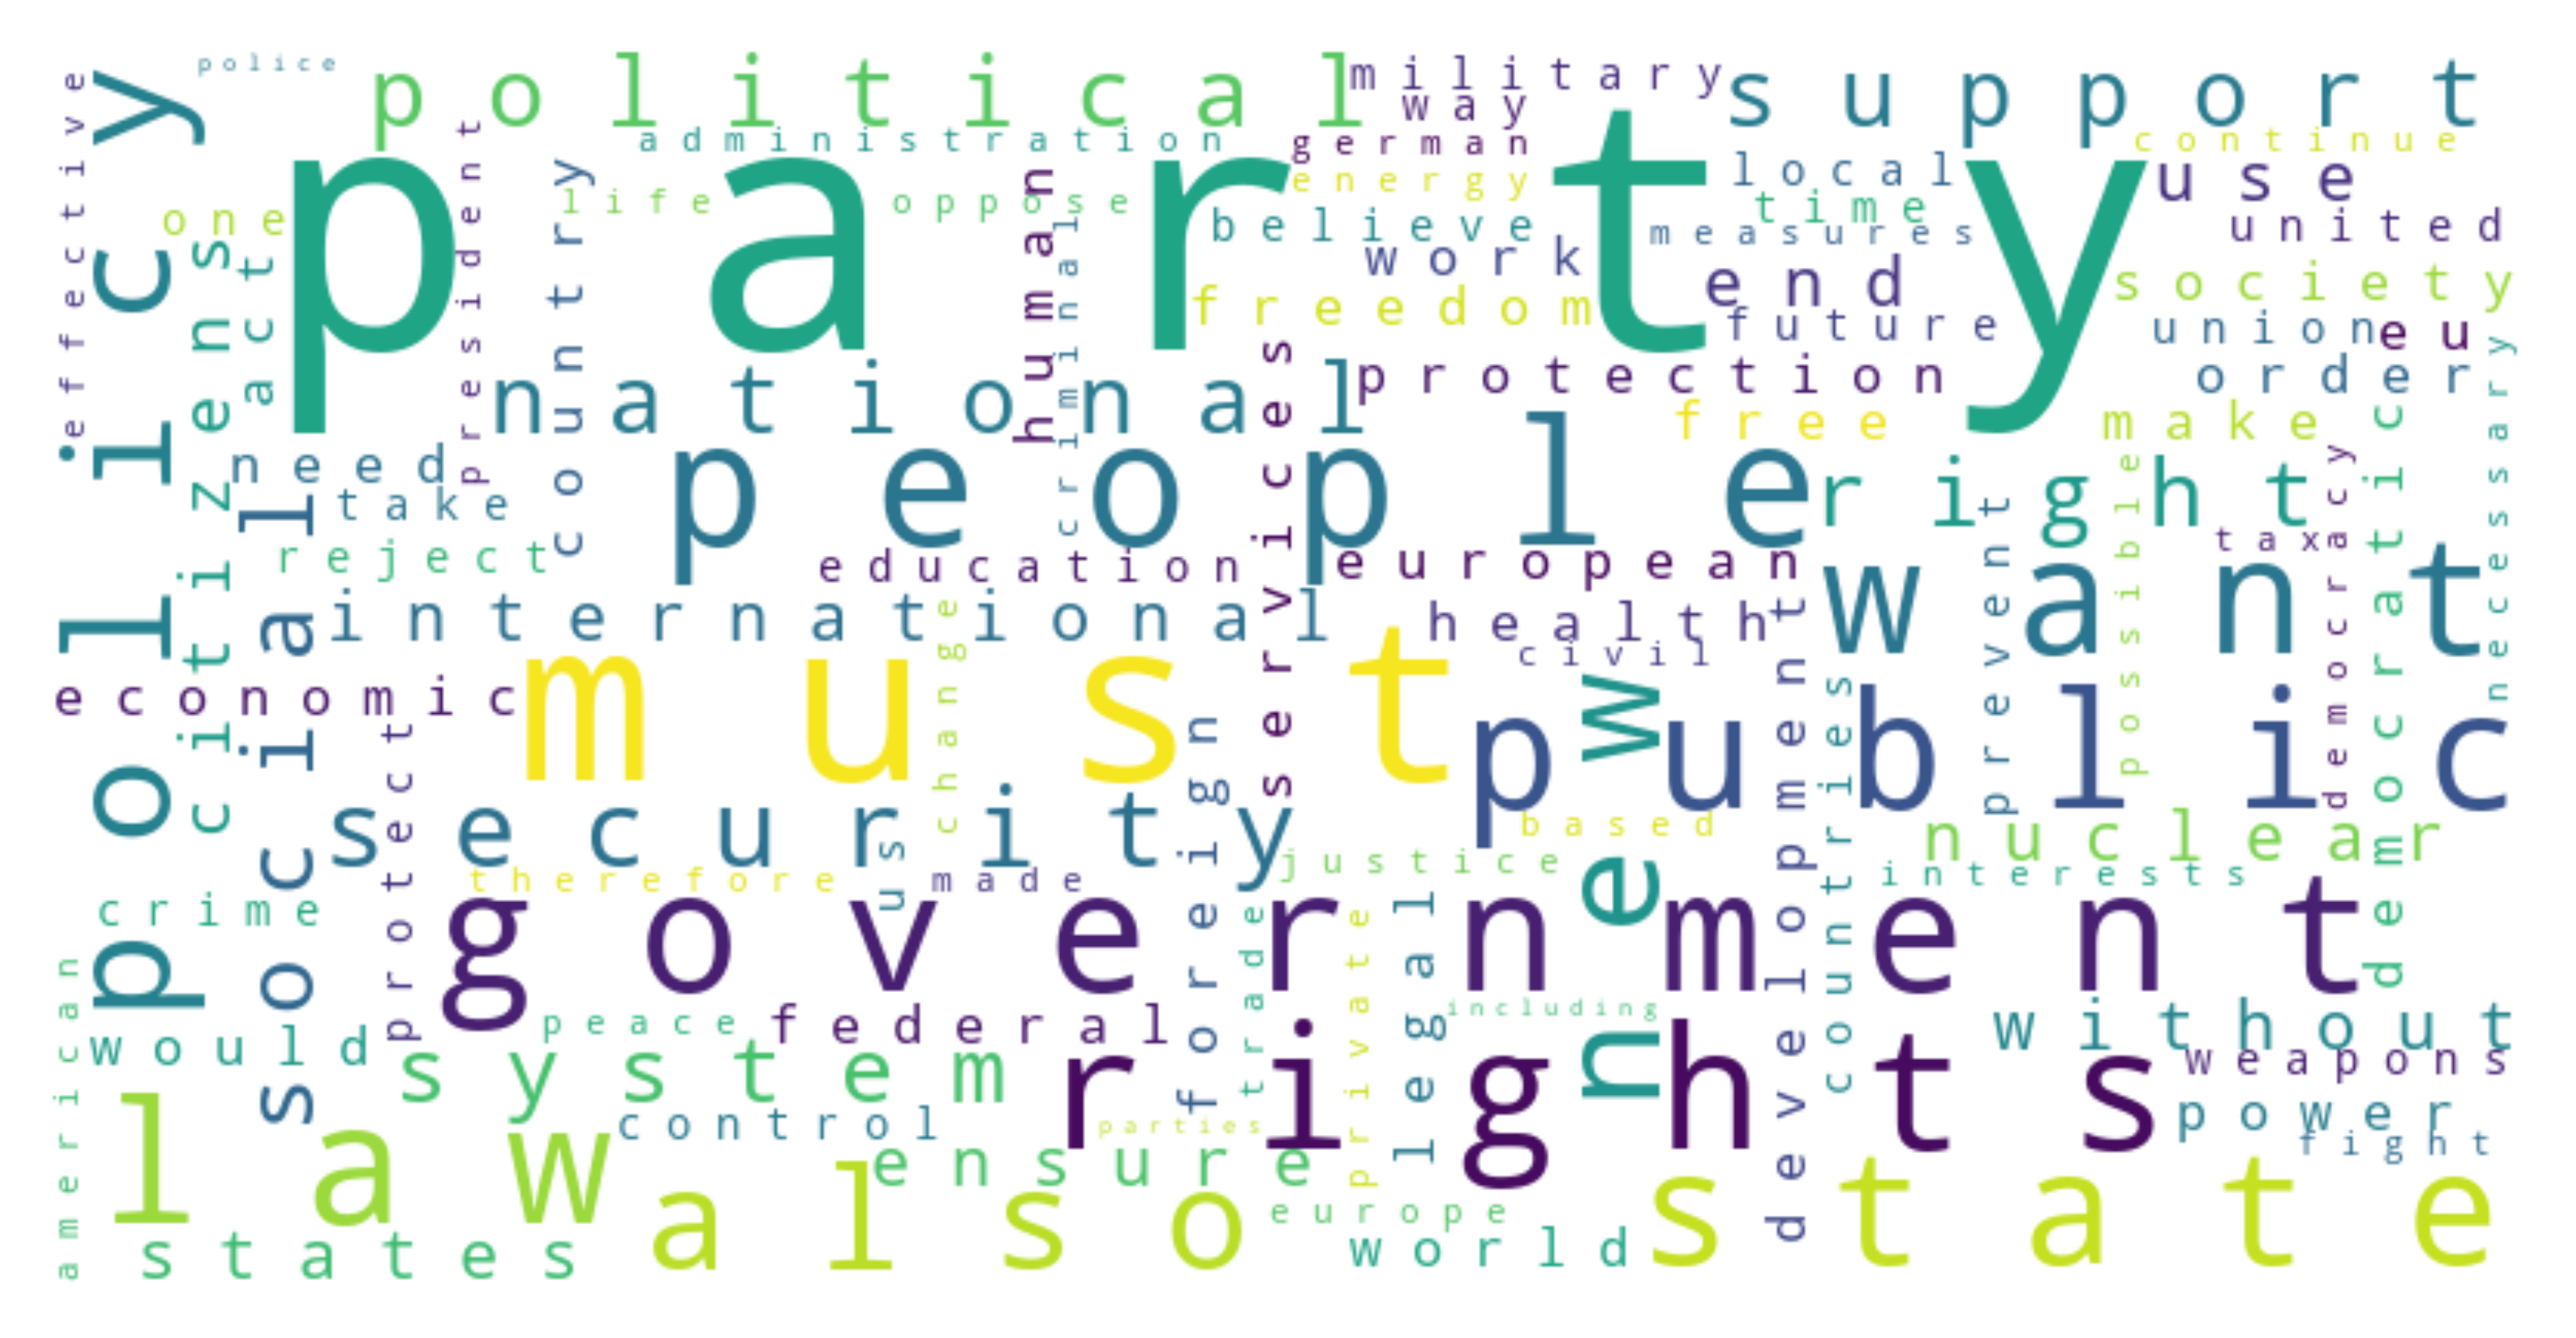 police
political
military
support
way
administration
german
continue
party
energy
local
use
life
oppose
one
time
believe
measures
united
work
end
society
freedom
future
union
eu
protection
order
national
free
make
need
people
right
take
tax
reject
education
european
want
international
health
civil
must
economic
public
security
based
nuclear
justice
interests
therefore
made
crime
government
including
without
peace
federal
would
system
rights
weapons
power
control
parties
fight
law
ensure
state
also
europe
world
states
effective
american
policy
citizens
act
social
protect
president
country
us
change
human
criminal
foreign
trade
services
private
legal
new
development
countries
prevent
possible
democracy
democratic
necessary